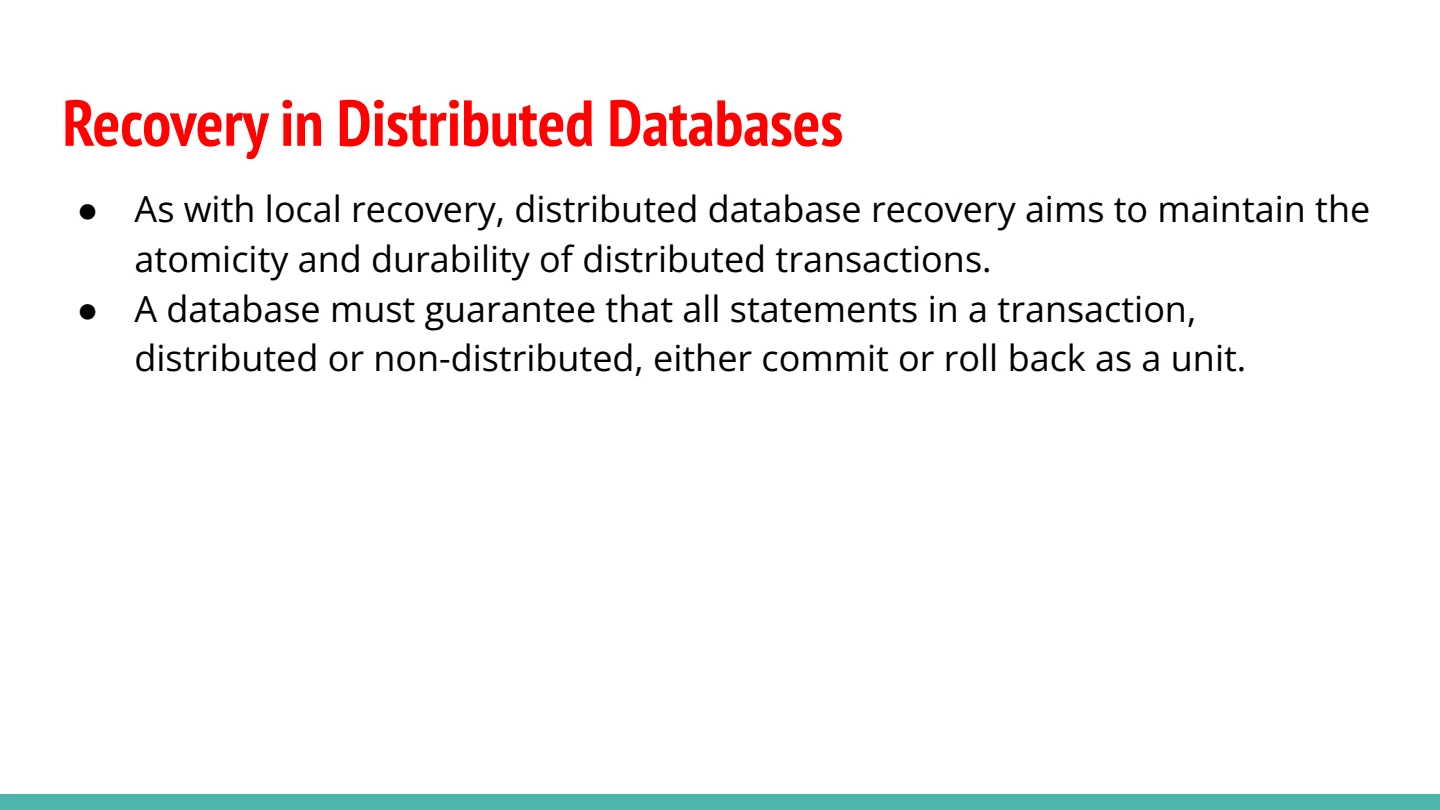 Recovery in Distributed Databases
● As with local recovery, distributed database recovery aims to maintain the
atomicity and durability of distributed transactions.
● A database must guarantee that all statements in a transaction,
distributed or non-distributed, either commit or roll back as a unit.